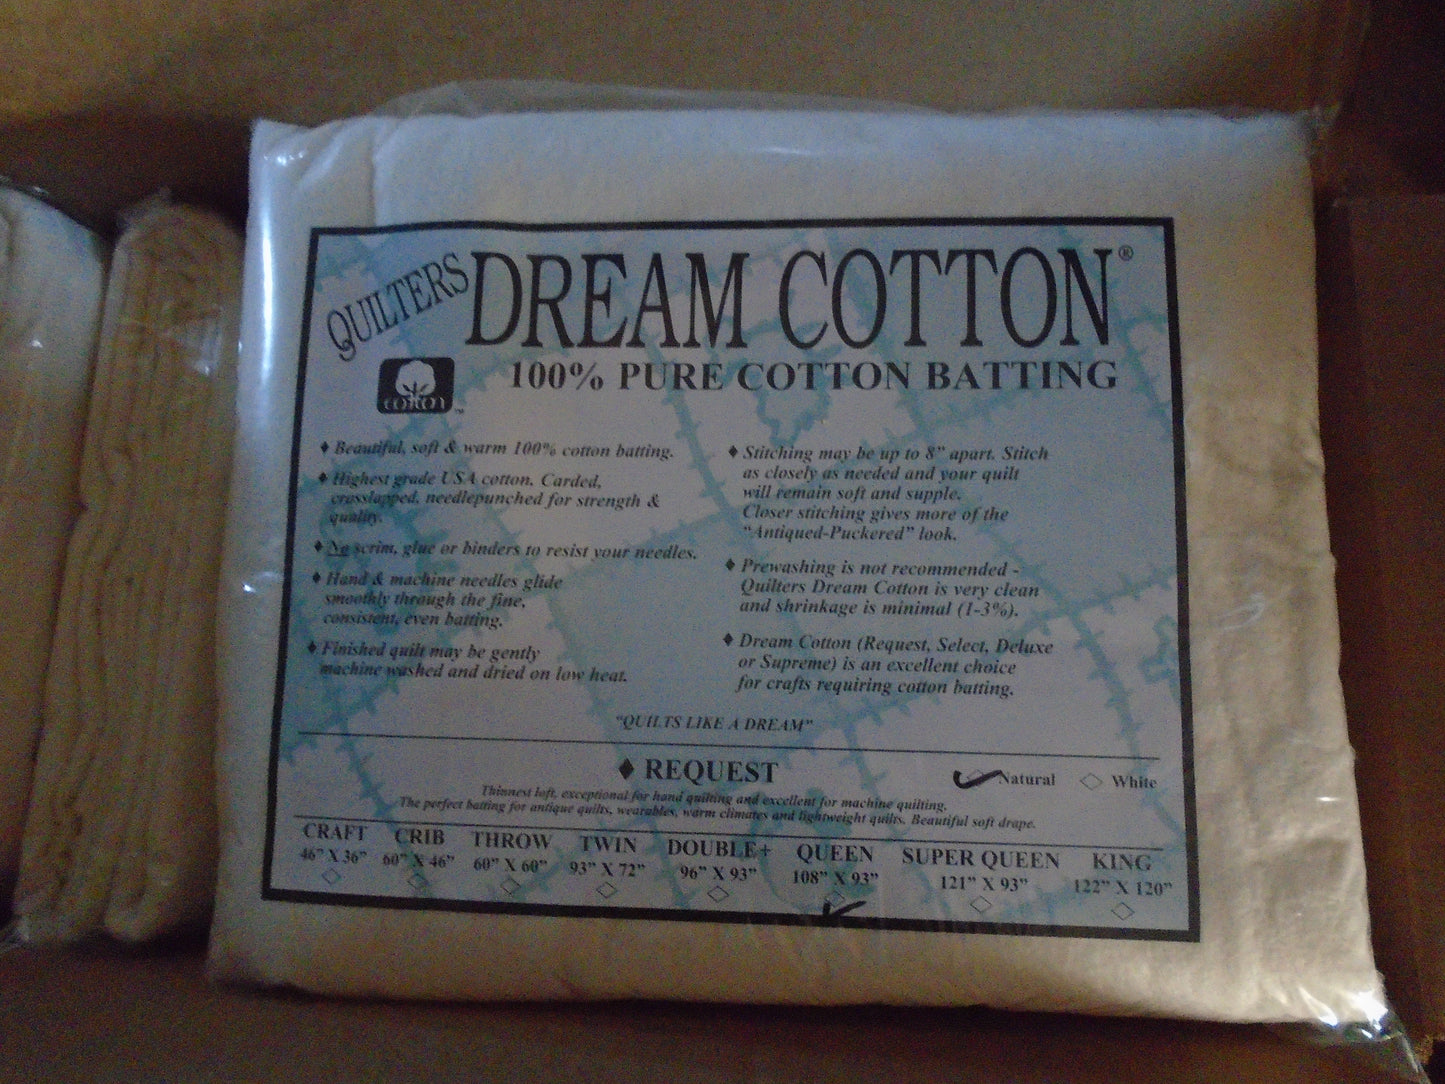 QUILTERS DREAM COTTON®
100% PURE COTTON BATTING
cotton™
♦ Beautiful, soft & warm 100% cotton batting.
♦ Highest grade USA cotton. Carded,
crosslapped, needlepunched for strength &
quality.
♦ No scrim, glue or binders to resist your needles.
♦ Hand & machine needles glide
smoothly through the fine,
consistent, even batting.
♦ Finished quilt may be gently
machine washed and dried on low heat.
♦ Stitching may be up to 8” apart. Stitch
as closely as needed and your quilt
will remain soft and supple.
Closer stitching gives more of the
“Antiqued-Puckered” look.
♦ Prewashing is not recommended -
Quilters Dream Cotton is very clean
and shrinkage is minimal (1-3%).
♦ Dream Cotton (Request, Select, Deluxe
or Supreme) is an excellent choice
for crafts requiring cotton batting.
"QUILTS LIKE A DREAM"
♦ REQUEST
Natural ◇ White
Thinnest loft, exceptional for hand quilting and excellent for machine quilting.
The perfect batting for antique quilts, wearables, warm climates and lightweight quilts. Beautiful soft drape.
CRAFT CRIB THROW TWIN DOUBLE+ QUEEN SUPER QUEEN KING
46” X 36” 60” X 46” 60” X 60” 93” X 72” 96” X 93” 108” X 93” 121” X 93” 122” X 120”